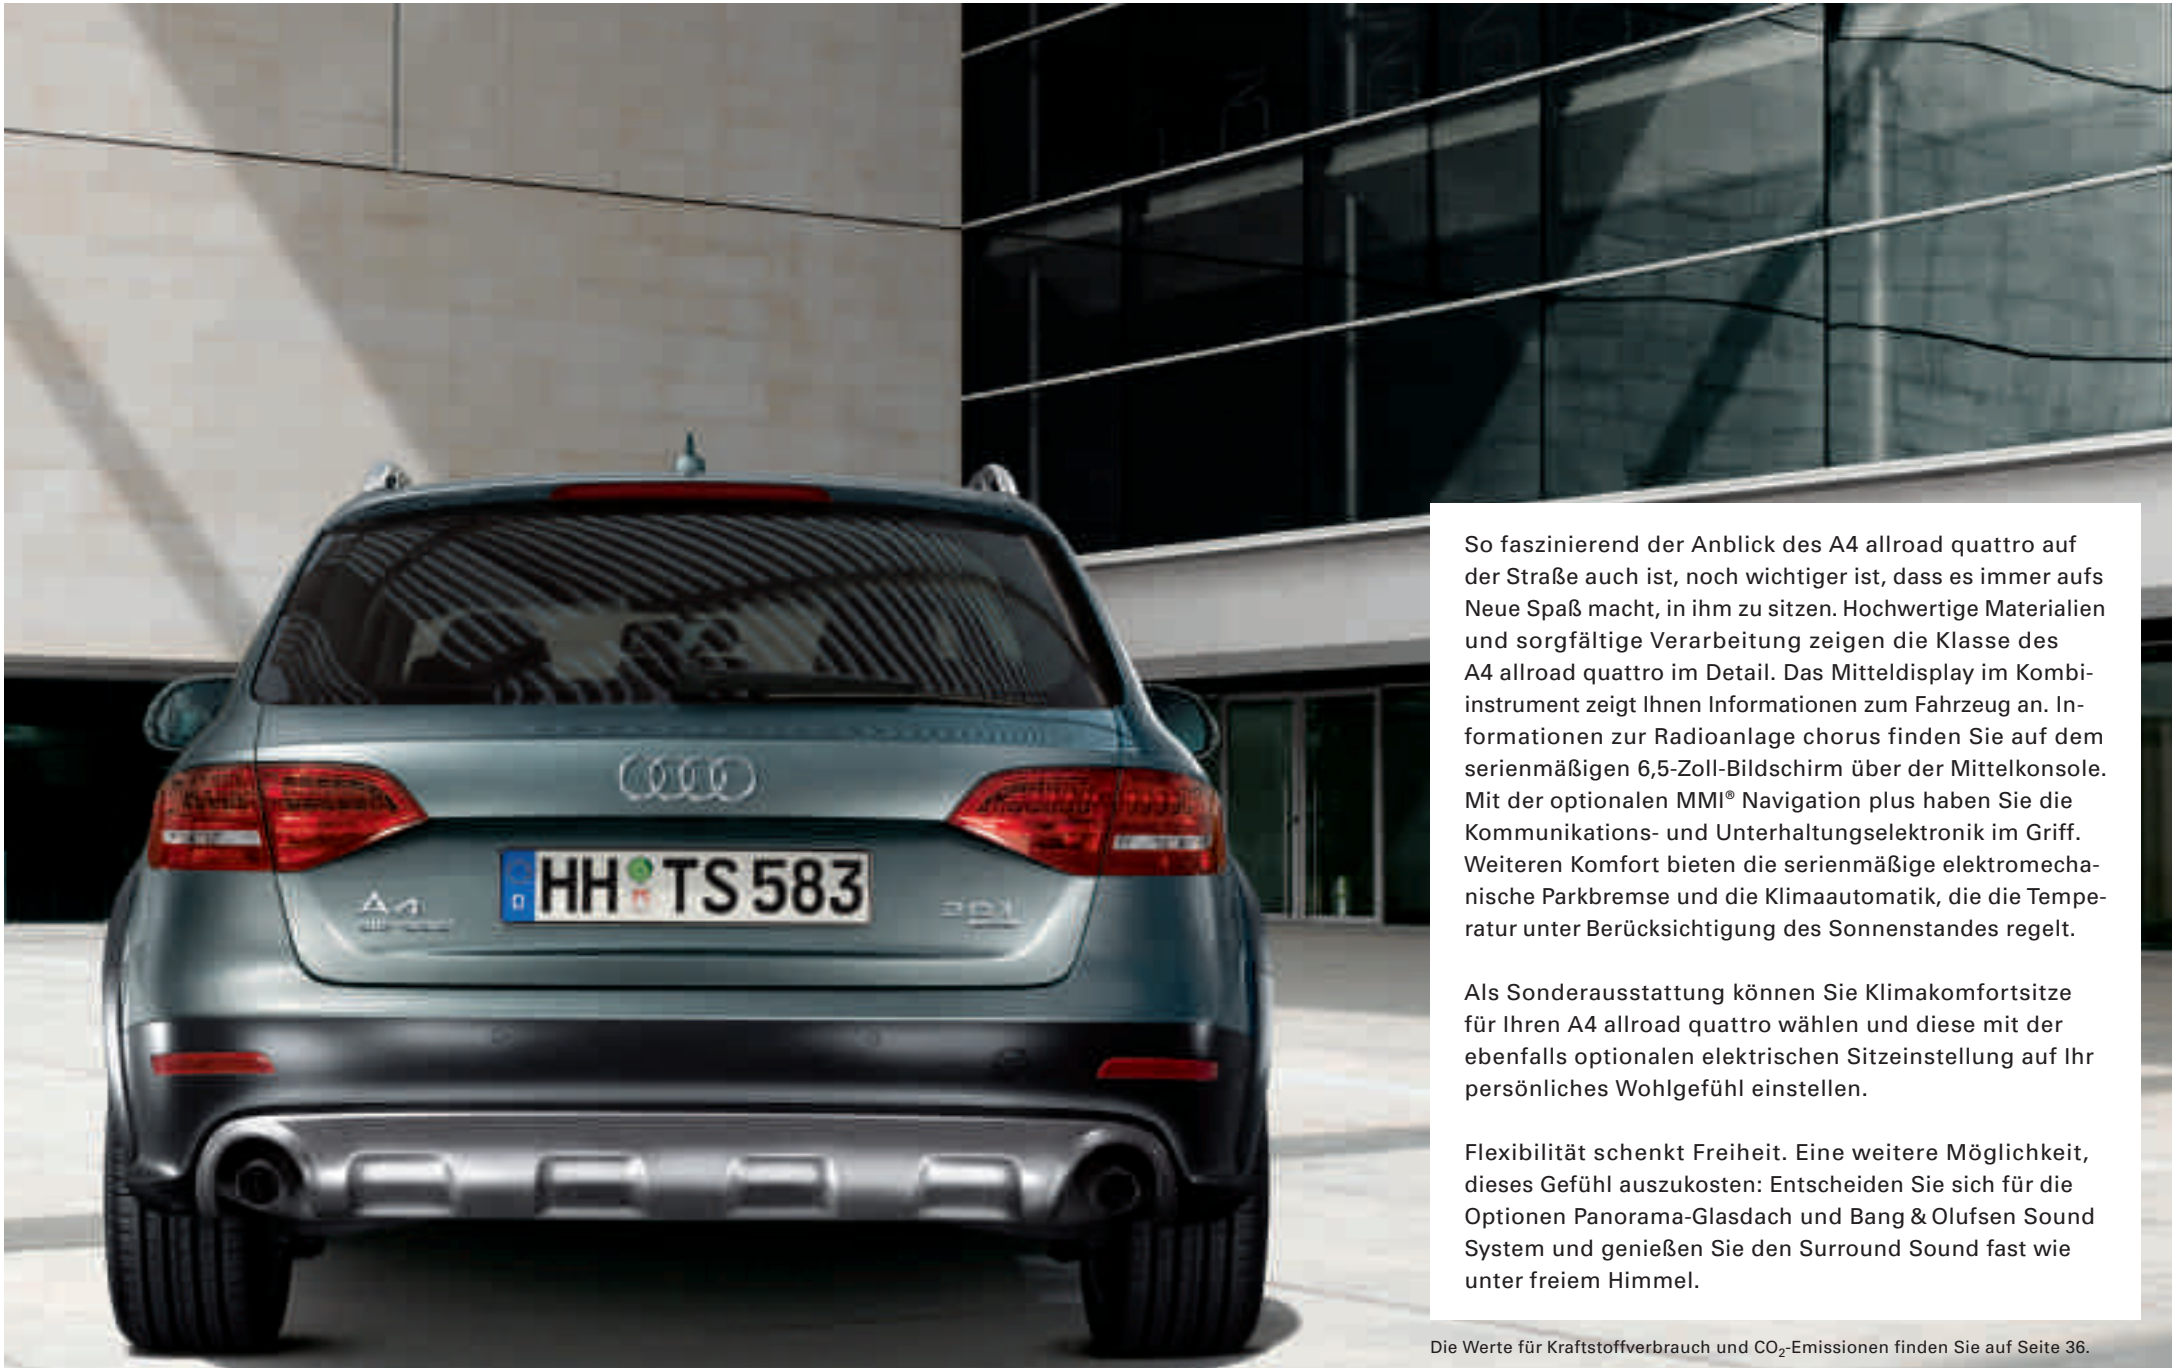 HH TS 583
A4
D
So faszinierend der Anblick des A4 allroad quattro auf
der Straße auch ist, noch wichtiger ist, dass es immer aufs
Neue Spaß macht, in ihm zu sitzen. Hochwertige Materialien
und sorgfältige Verarbeitung zeigen die Klasse des
A4 allroad quattro im Detail. Das Mitteldisplay im Kombi-
instrument zeigt Ihnen Informationen zum Fahrzeug an. In-
formationen zur Radioanlage chorus finden Sie auf dem
serienmäßigen 6,5-Zoll-Bildschirm über der Mittelkonsole.
Mit der optionalen MMI® Navigation plus haben Sie die
Kommunikations- und Unterhaltungselektronik im Griff.
Weiteren Komfort bieten die serienmäßige elektromecha-
nische Parkbremse und die Klimaautomatik, die die Tempe-
ratur unter Berücksichtigung des Sonnenstandes regelt.
Als Sonderausstattung können Sie Klimakomfortsitze
für Ihren A4 allroad quattro wählen und diese mit der
ebenfalls optionalen elektrischen Sitzeinstellung auf Ihr
persönliches Wohlgefühl einstellen.
Flexibilität schenkt Freiheit. Eine weitere Möglichkeit,
dieses Gefühl auszukosten: Entscheiden Sie sich für die
Optionen Panorama-Glasdach und Bang & Olufsen Sound
System und genießen Sie den Surround Sound fast wie
unter freiem Himmel.
Die Werte für Kraftstoffverbrauch und CO₂-Emissionen finden Sie auf Seite 36.